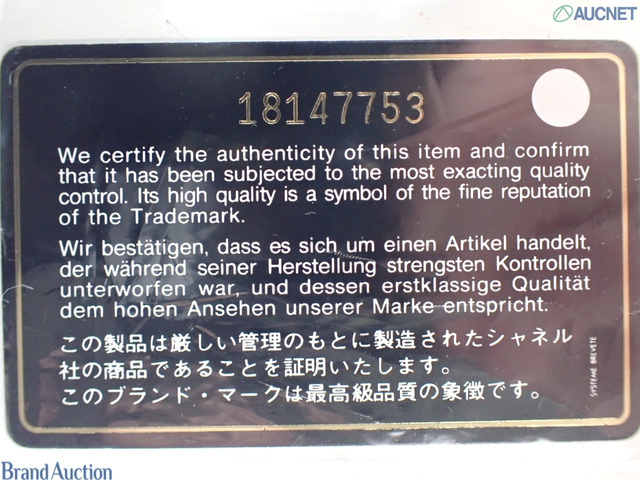 AUCNET
18147753
We certify the authenticity of this item and confirm
that it has been subjected to the most exacting quality
control. Its high quality is a symbol of the fine reputation
of the Trademark.
Wir bestätigen, dass es sich um einen Artikel handelt,
der während seiner Herstellung strengsten Kontrollen
unterworfen war, und dessen erstklassige Qualität
dem hohen Ansehen unserer Marke entspricht.
この製品は厳しい管理のもとに製造されたシャネル
社の商品であることを証明いたします。
このブランド・マークは最高級品質の象徴です。
SYSTEME BREVETE
Brand Auction